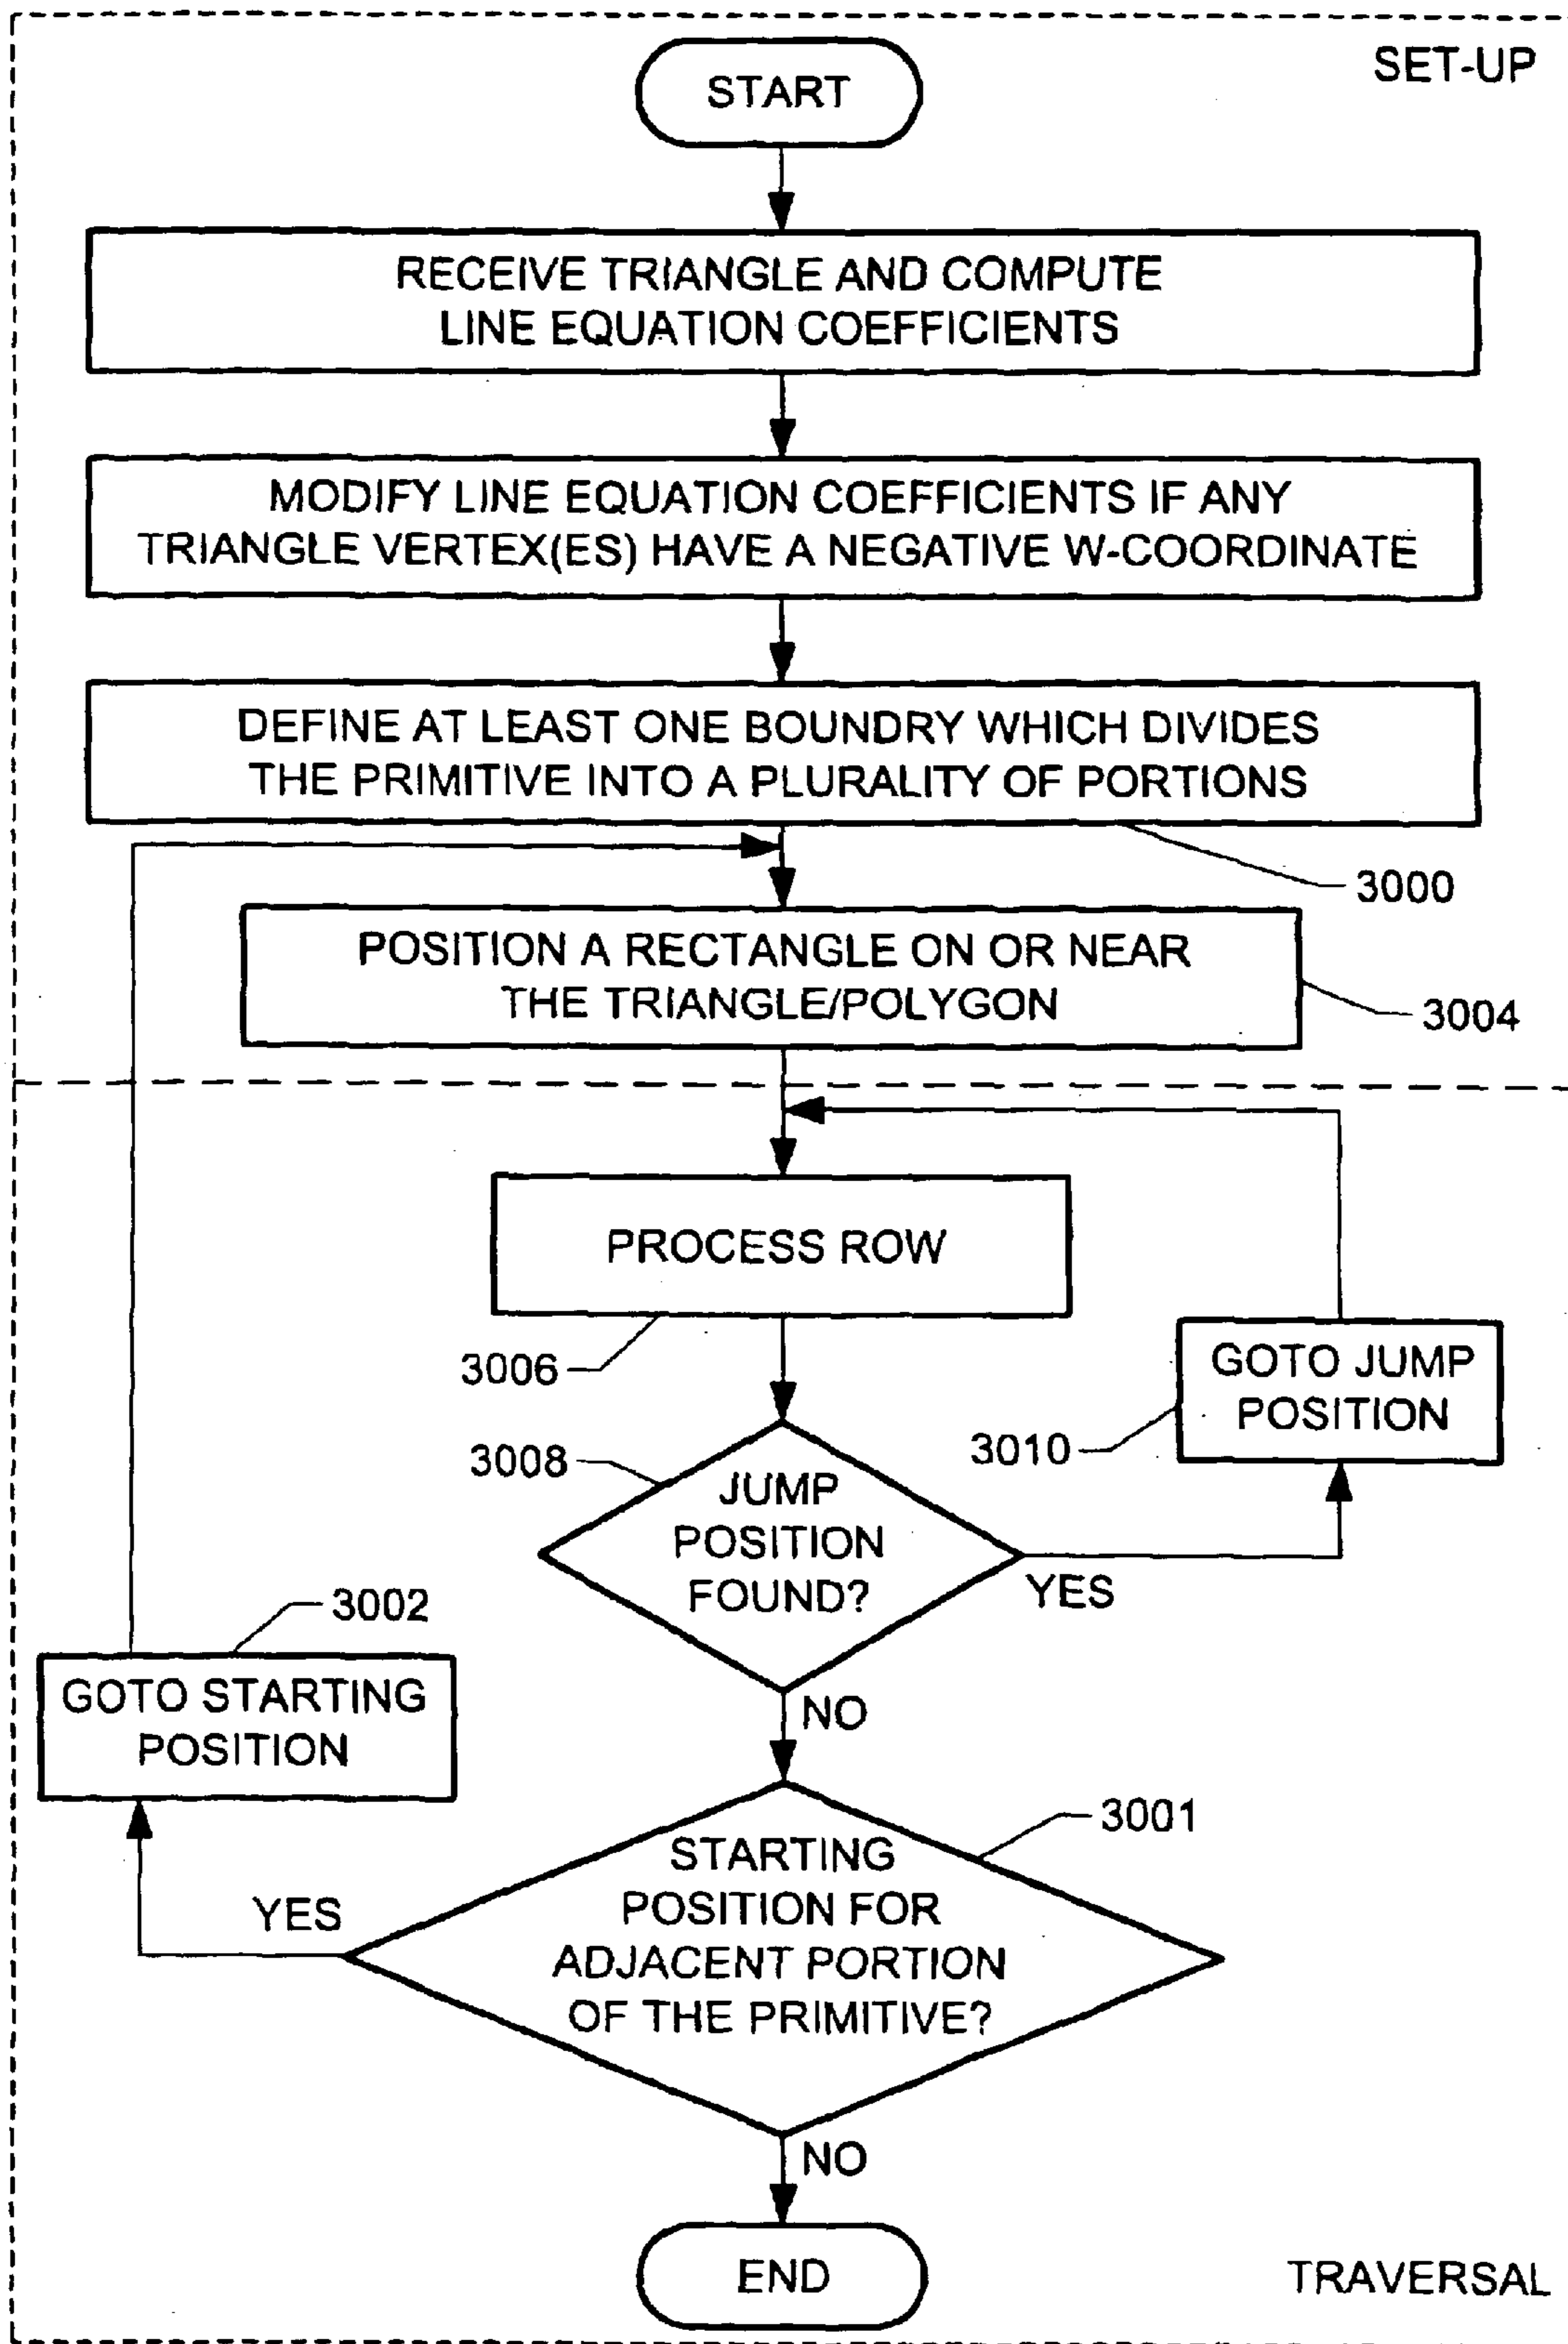 SET-UP
START
RECEIVE TRIANGLE AND COMPUTE
LINE EQUATION COEFFICIENTS
MODIFY LINE EQUATION COEFFICIENTS IF ANY
TRIANGLE VERTEX(ES) HAVE A NEGATIVE W-COORDINATE
DEFINE AT LEAST ONE BOUNDRY WHICH DIVIDES
THE PRIMITIVE INTO A PLURALITY OF PORTIONS
3000
POSITION A RECTANGLE ON OR NEAR
THE TRIANGLE/POLYGON
3004
PROCESS ROW
3006
GOTO JUMP
POSITION
3010
3008
JUMP
POSITION
FOUND?
YES
3002
GOTO STARTING
POSITION
NO
3001
STARTING
POSITION FOR
ADJACENT PORTION
OF THE PRIMITIVE?
YES
NO
END
TRAVERSAL